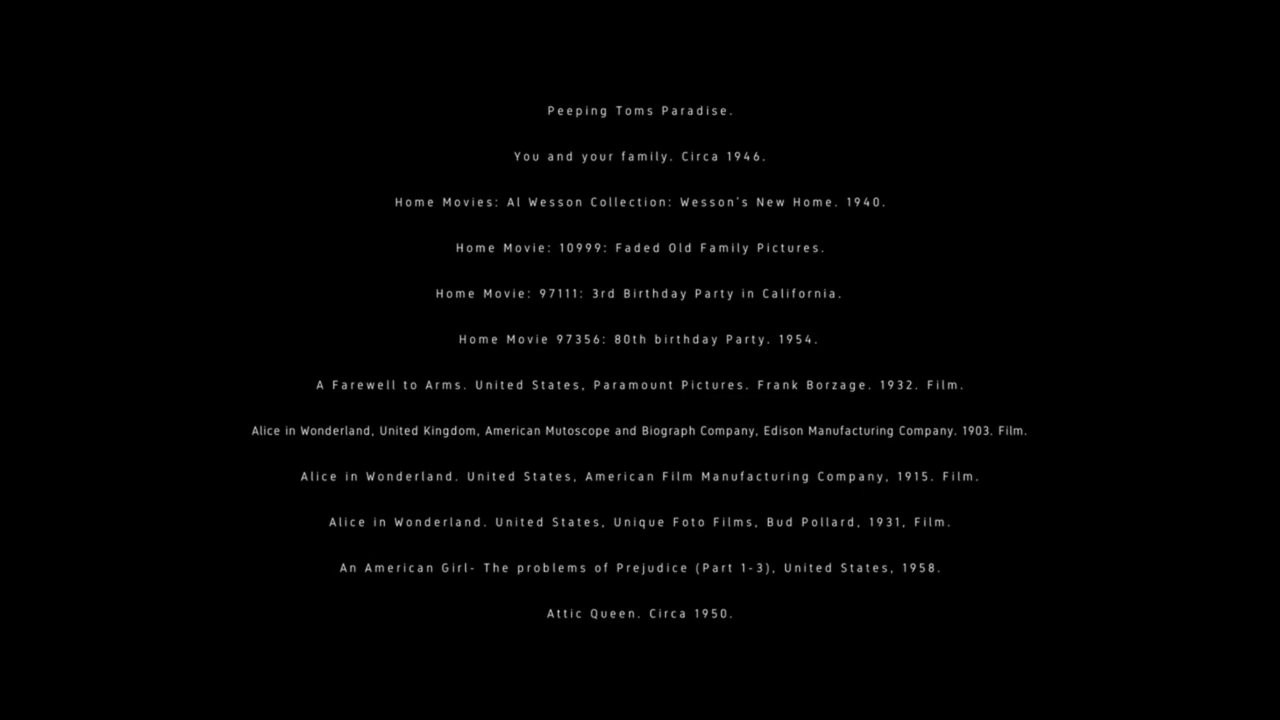 Peeping Toms Paradise.
You and your family. Circa 1946.
Home Movies: Al Wesson Collection: Wesson's New Home. 1940.
Home Movie: 10999: Faded Old Family Pictures.
Home Movie: 97111: 3rd Birthday Party in California.
Home Movie 97356: 80th birthday Party. 1954.
A Farewell to Arms. United States, Paramount Pictures. Frank Borzage. 1932. Film.
Alice in Wonderland, United Kingdom, American Mutoscope and Biograph Company, Edison Manufacturing Company. 1903. Film.
Alice in Wonderland. United States, American Film Manufacturing Company, 1915. Film.
Alice in Wonderland. United States, Unique Foto Films, Bud Pollard, 1931, Film.
An American Girl- The problems of Prejudice (Part 1-3), United States, 1958.
Attic Queen. Circa 1950.